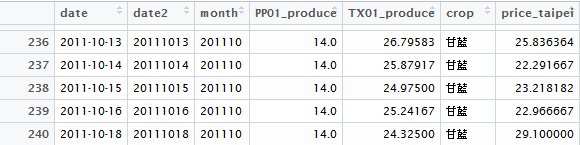 date date2 month PP01_produce TX01_produce crop price_taipei
236 2011-10-13 20111013 201110 14.0 26.79583 甘藍 25.836364
237 2011-10-14 20111014 201110 14.0 25.87917 甘藍 22.291667
238 2011-10-15 20111015 201110 14.0 24.97500 甘藍 23.218182
239 2011-10-16 20111016 201110 14.0 25.24167 甘藍 22.966667
240 2011-10-18 20111018 201110 14.0 24.32500 甘藍 29.100000